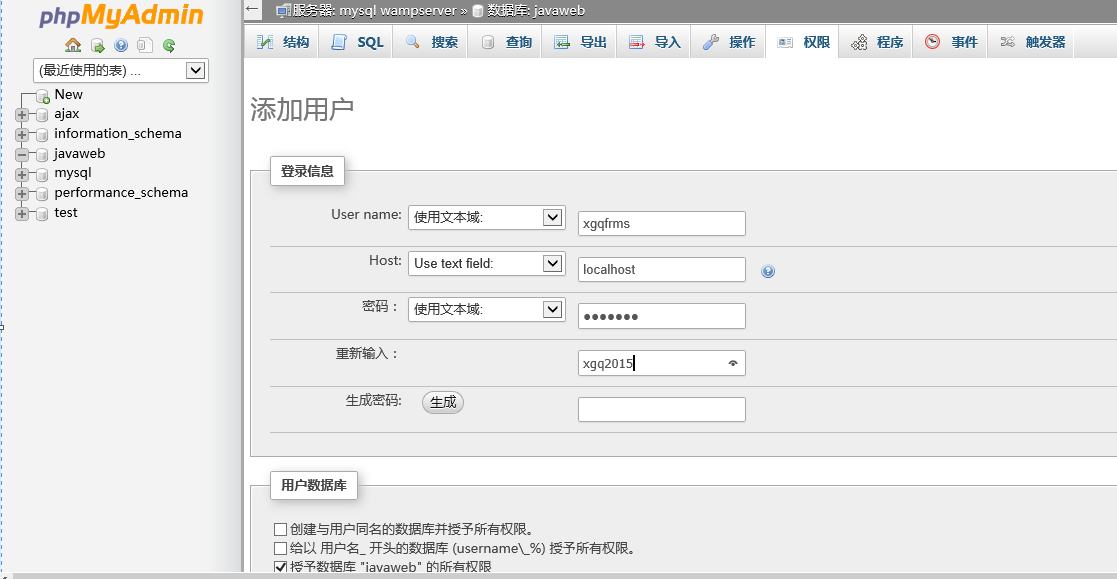 phpMyAdmin
(最近使用的表) ...
New
ajax
information_schema
javaweb
mysql
performance_schema
test
服务器: mysql wampserver » 数据库: javaweb
结构 SQL 搜索 查询 导出 导入 操作 权限 程序 事件 触发器
添加用户
登录信息
User name: 使用文本域: xgqfrms
Host: Use text field: localhost
密码： 使用文本域: ●●●●●●●
重新输入： xgq2015
生成密码: 生成
用户数据库
创建与用户同名的数据库并授予所有权限。
给以 用户名_ 开头的数据库 (username\_%) 授予所有权限。
授予数据库 "javaweb" 的所有权限